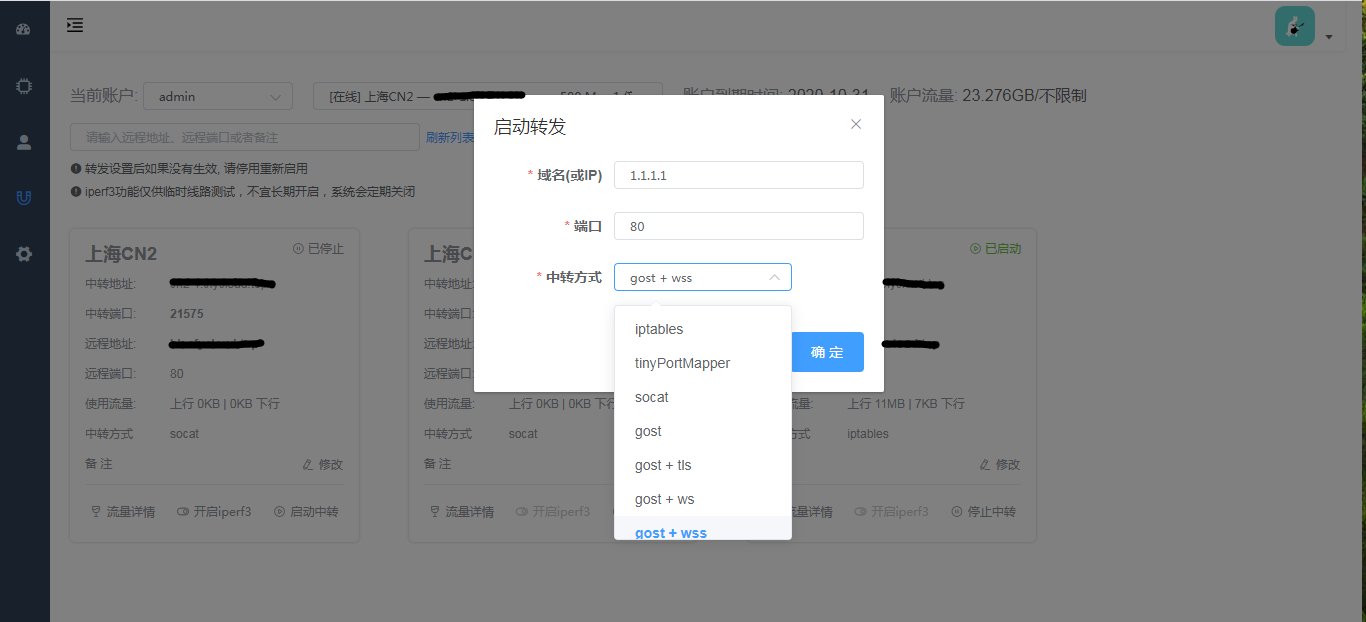 当前账户:
admin
[在线] 上海CN2 —
账户到期时间: 2020-10-31
账户流量: 23.276GB/不限制
请输入远程地址、远程端口或者备注
刷新列表
转发设置后如果没有生效, 请停用重新启用
iperf3功能仅供临时线路测试，不宜长期开启，系统会定期关闭
启动转发
* 域名(或IP)
1.1.1.1
* 端口
80
* 中转方式
gost + wss
iptables
tinyPortMapper
socat
gost
gost + tls
gost + ws
gost + wss
确 定
上海CN2
已停止
中转地址:
中转端口:
21575
远程地址:
远程端口:
80
使用流量:
上行 0KB | 0KB 下行
中转方式
socat
备 注
修改
流量详情
开启iperf3
启动中转
上海C
中转地址:
中转端口:
远程地址:
远程端口:
使用流量:
上行 0KB | 0KB 下行
中转方式
socat
备 注
流量详情
开启iperf3
已启动
流量:
上行 11MB | 7KB 下行
方式
iptables
修改
流量详情
开启iperf3
停止中转